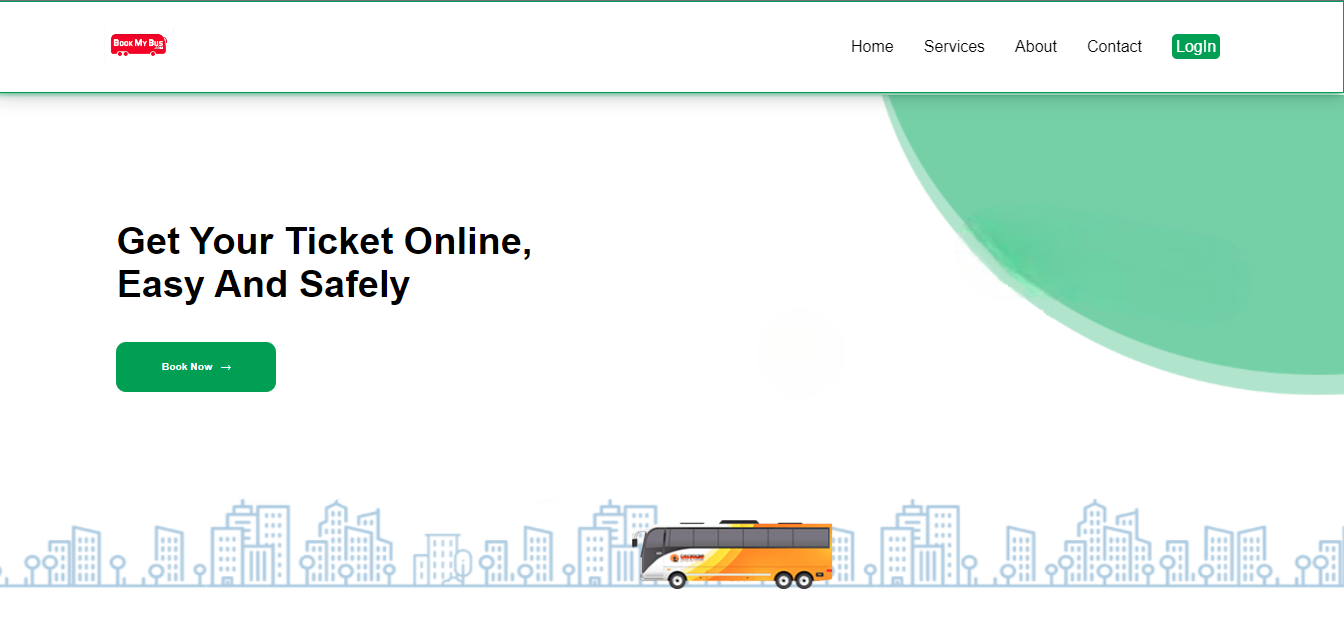 Book My Bus
Home Services About Contact LogIn
Get Your Ticket Online,
Easy And Safely
Book Now →